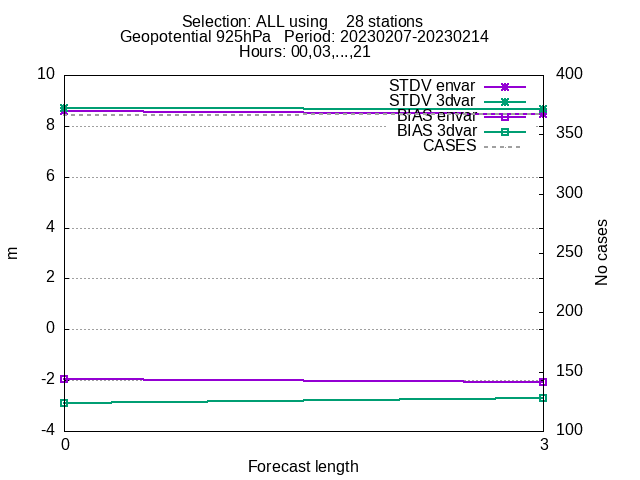 Selection: ALL using    28 stations
Geopotential 925hPa   Period: 20230207-20230214
Hours: 00,03,...,21
10
8
6
4
2
0
-2
-4
400
350
300
250
200
150
100
STDV envar
STDV 3dvar
BIAS envar
BIAS 3dvar
CASES
m
No cases
0
3
Forecast length